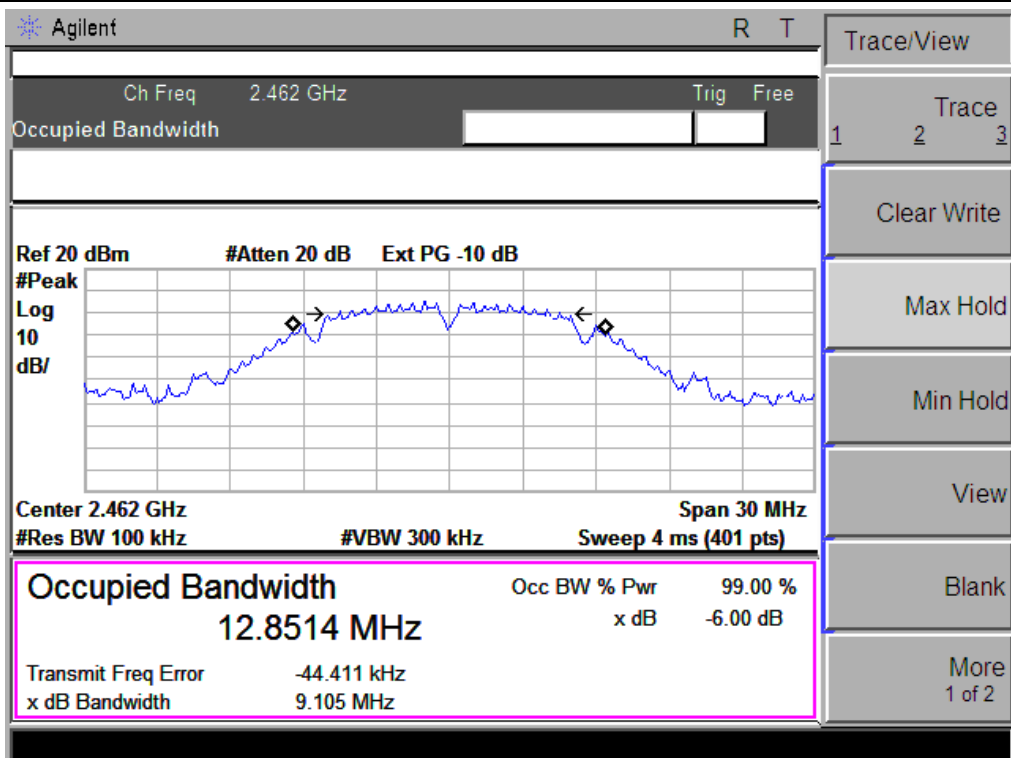 Agilent R T
Trace/View
Ch Freq 2.462 GHz Trig Free
Occupied Bandwidth
Trace
1 2 3
Clear Write
Ref 20 dBm #Atten 20 dB Ext PG -10 dB
#Peak
Log
10
dB/
Max Hold
Min Hold
View
Center 2.462 GHz Span 30 MHz
#Res BW 100 kHz #VBW 300 kHz Sweep 4 ms (401 pts)
Occupied Bandwidth
12.8514 MHz
Occ BW % Pwr 99.00 %
x dB -6.00 dB
Transmit Freq Error -44.411 kHz
x dB Bandwidth 9.105 MHz
Blank
More
1 of 2